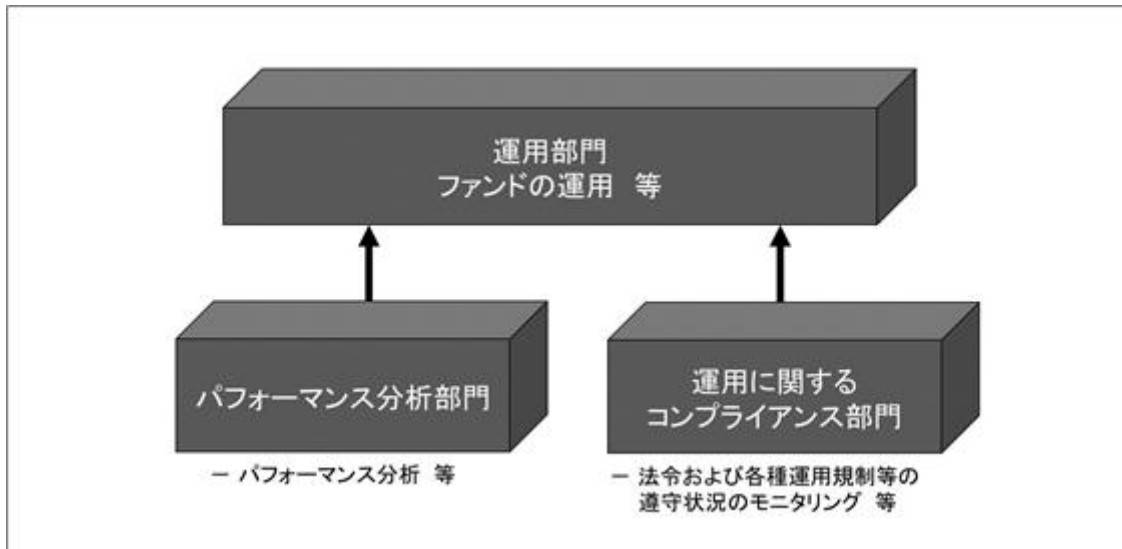 運用部門
ファンドの運用 等
パフォーマンス分析部門
－ パフォーマンス分析 等
運用に関する
コンプライアンス部門
－ 法令および各種運用規制等の
遵守状況のモニタリング 等